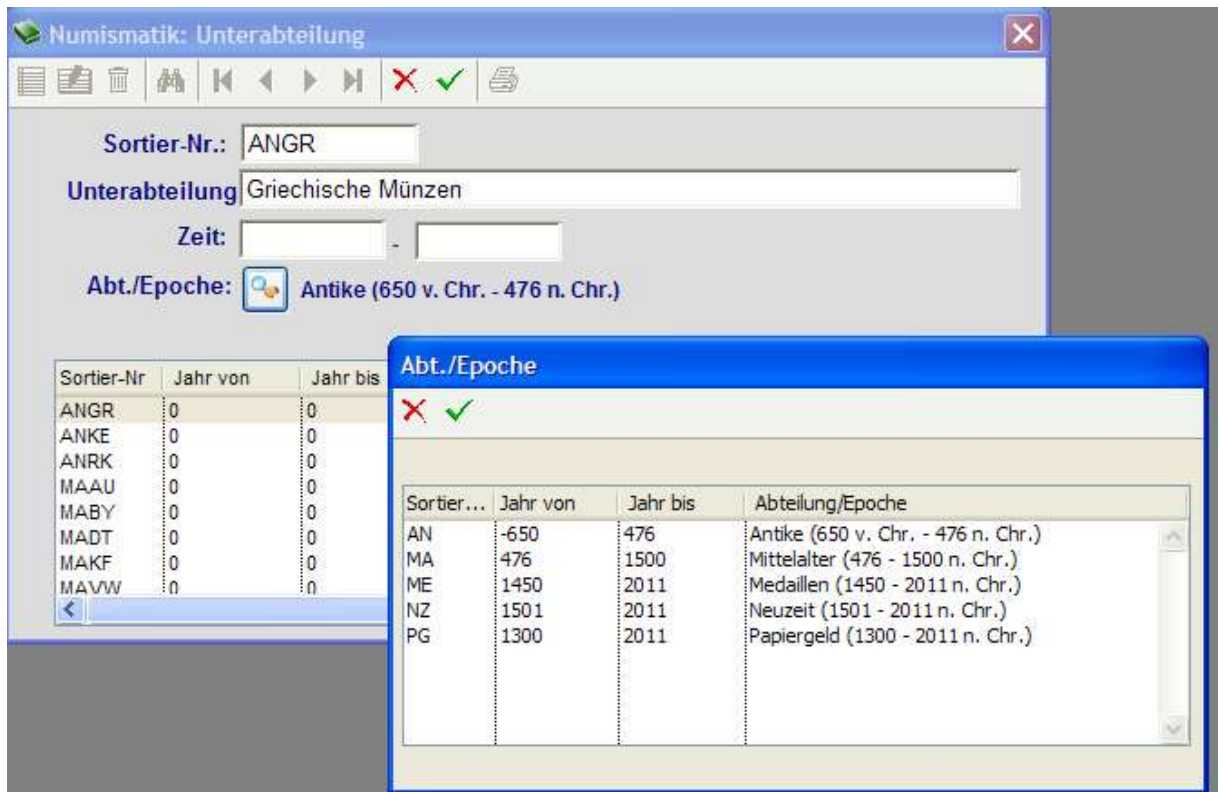 Numismatik: Unterabteilung
Sortier-Nr.: ANGR
Unterabteilung Griechische Münzen
Zeit: -
Abt./Epoche: Antike (650 v. Chr. - 476 n. Chr.)
Sortier-Nr Jahr von Jahr bis
ANGR 0 0
ANKE 0 0
ANRK 0 0
MAAU 0 0
MABY 0 0
MADT 0 0
MAKF 0 0
MAVW 0 0
Abt./Epoche
Sortier... Jahr von Jahr bis Abteilung/Epoche
AN -650 476 Antike (650 v. Chr. - 476 n. Chr.)
MA 476 1500 Mittelalter (476 - 1500 n. Chr.)
ME 1450 2011 Medaillen (1450 - 2011 n. Chr.)
NZ 1501 2011 Neuzeit (1501 - 2011 n. Chr.)
PG 1300 2011 Papiergeld (1300 - 2011 n. Chr.)